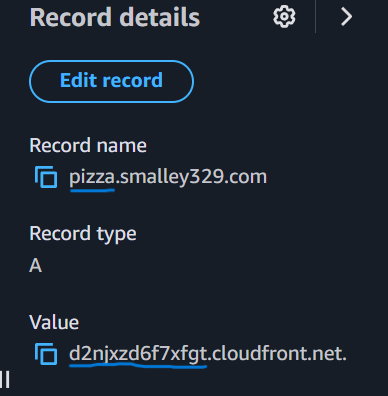 Record details
Edit record
Record name
pizza.smalley329.com
Record type
A
Value
d2njxzd6f7xfgt.cloudfront.net.